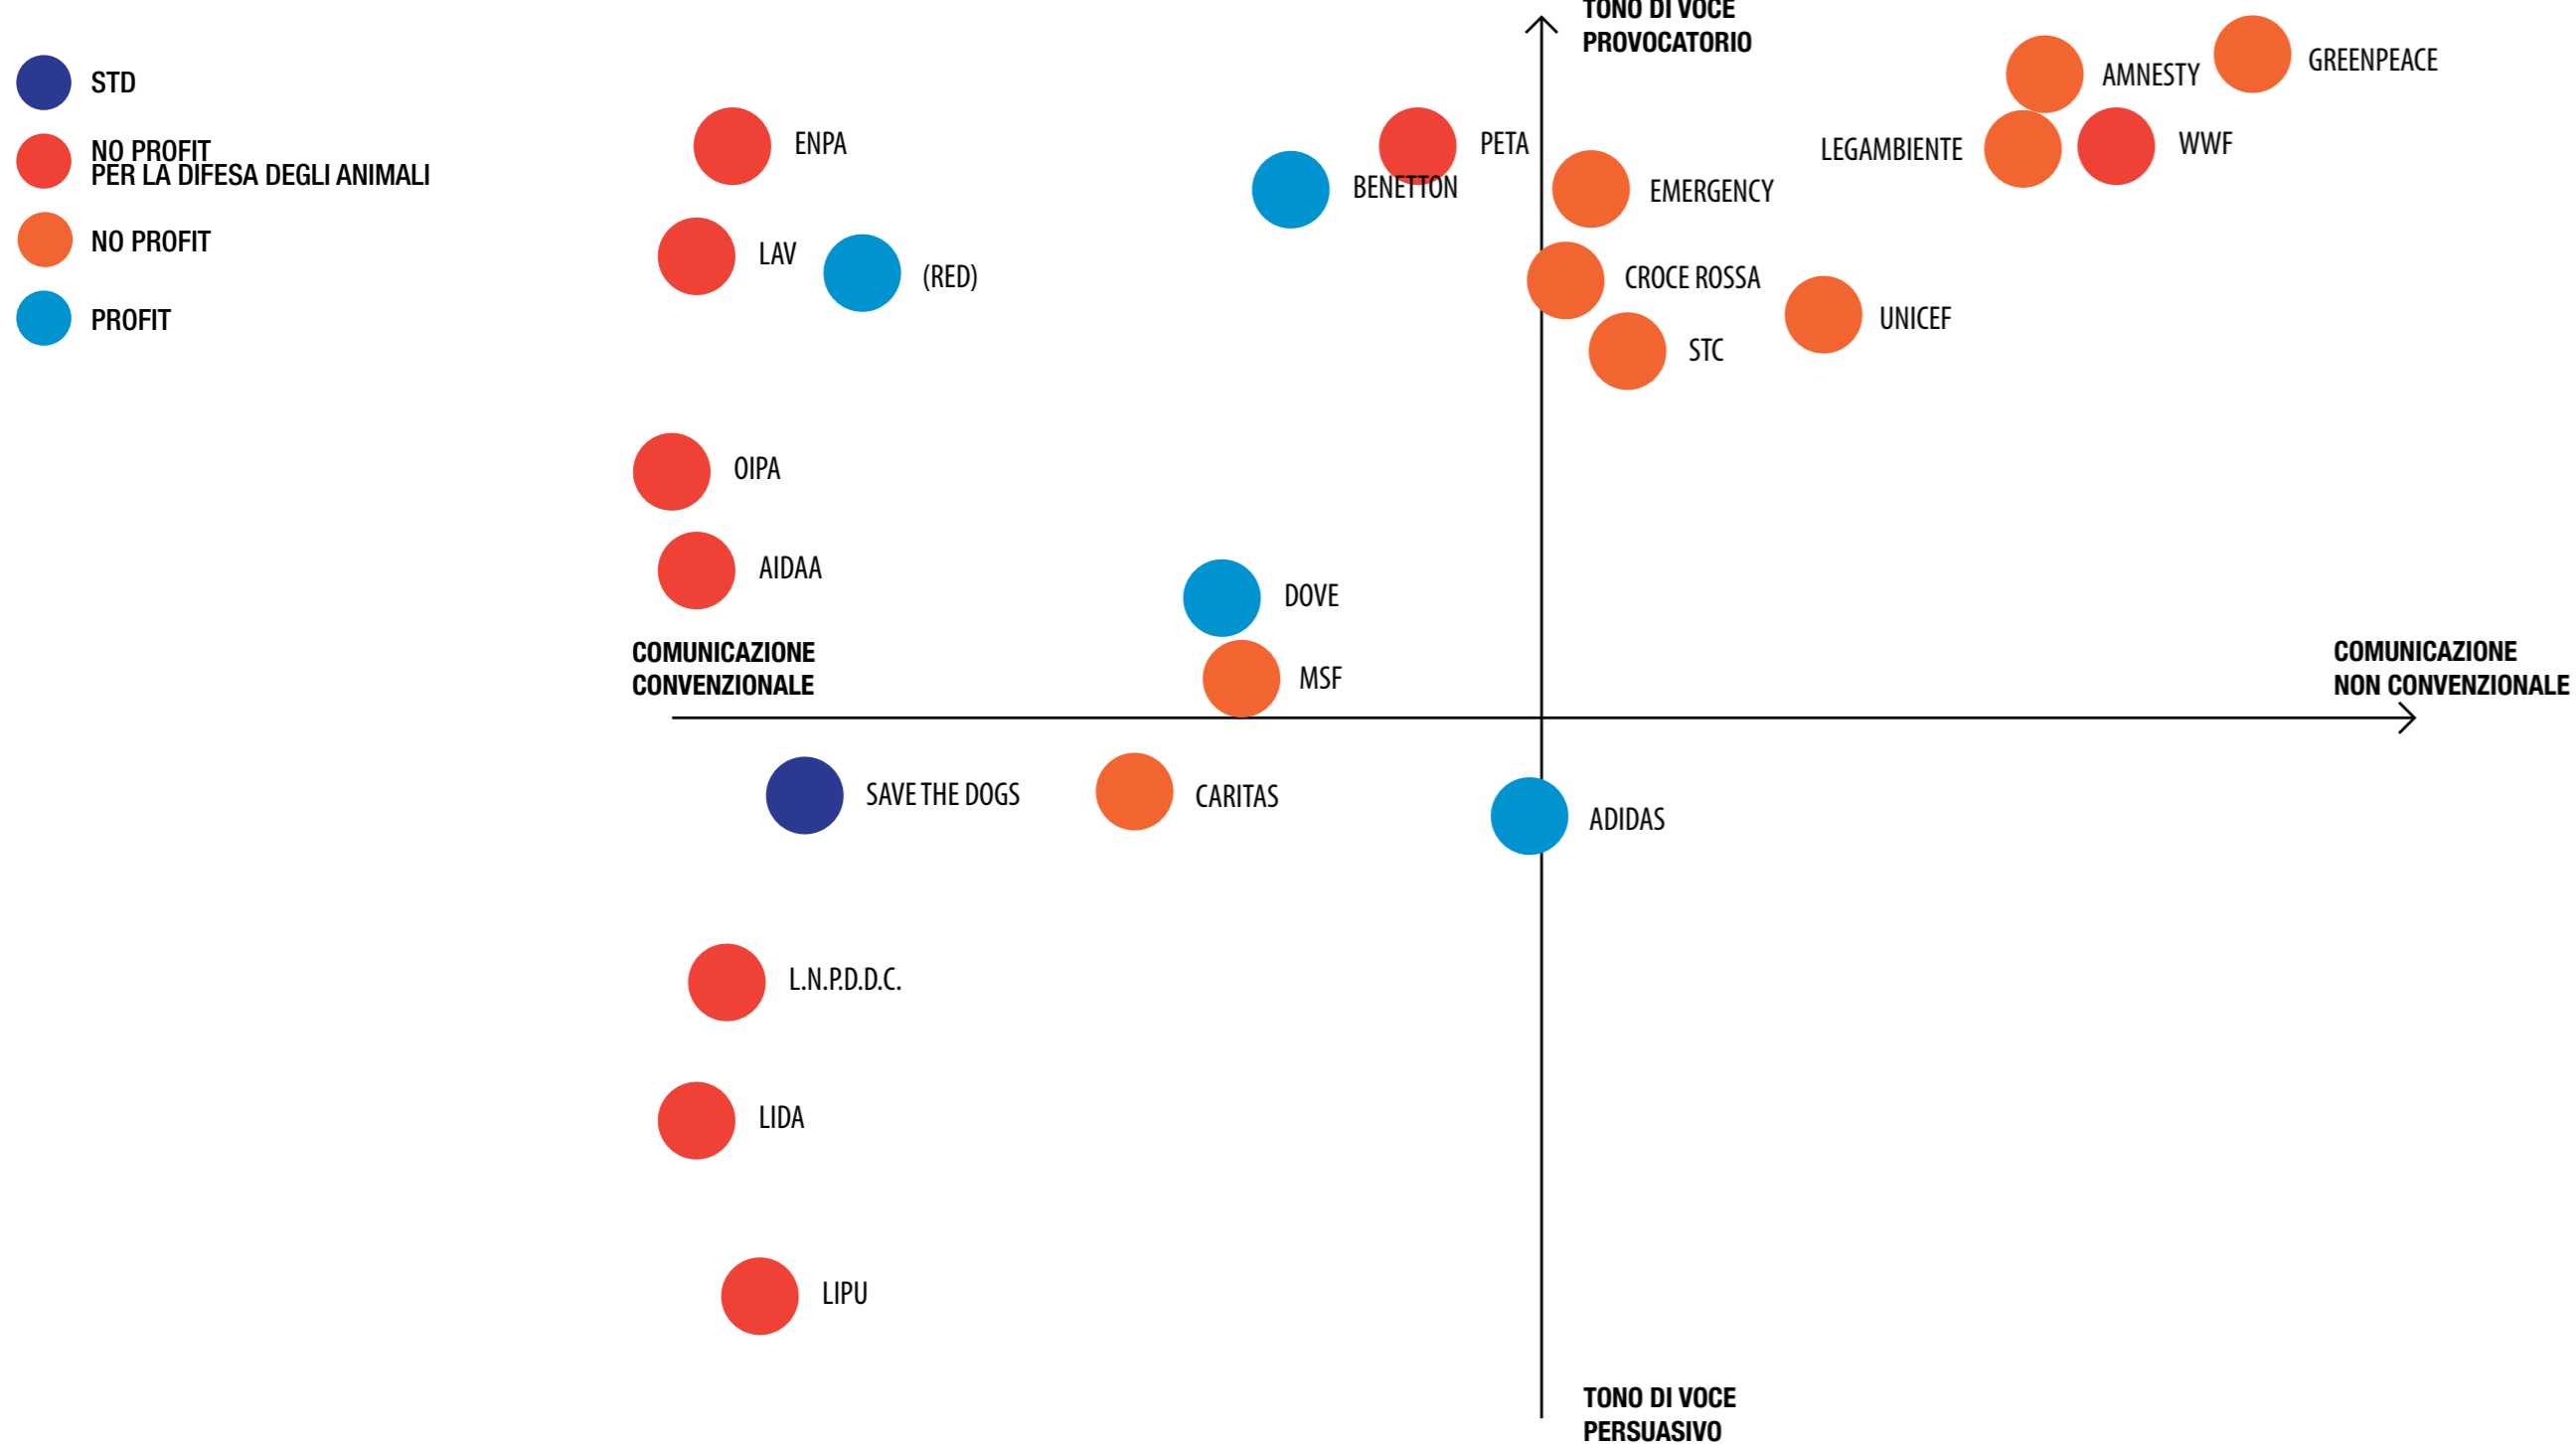 TONO DI VOCE
PROVOCATORIO
STD
NO PROFIT
PER LA DIFESA DEGLI ANIMALI
NO PROFIT
PROFIT
GREENPEACE
AMNESTY
ENPA
PETA
LEGAMBIENTE
WWF
BENETTON
EMERGENCY
LAV
(RED)
CROCE ROSSA
UNICEF
STC
OIPA
AIDAA
DOVE
COMUNICAZIONE
CONVENZIONALE
MSF
COMUNICAZIONE
NON CONVENZIONALE
SAVE THE DOGS
CARITAS
ADIDAS
L.N.P.D.D.C.
LIDA
LIPU
TONO DI VOCE
PERSUASIVO